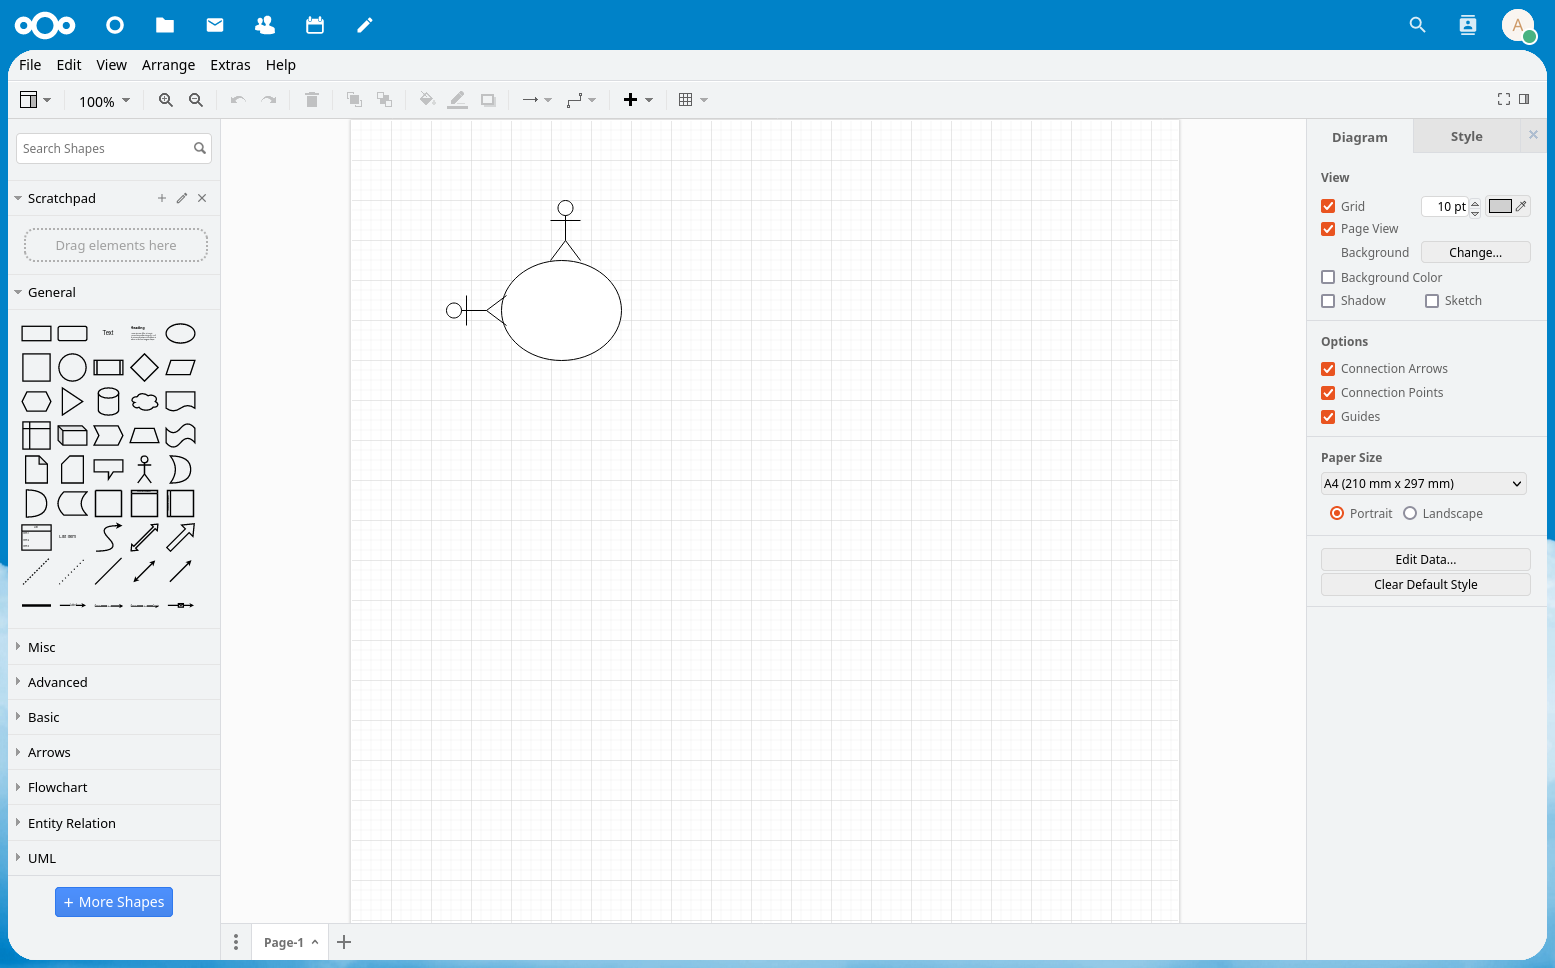 A
File Edit View Arrange Extras Help
100%
Search Shapes
Scratchpad
Drag elements here
General
Text
Heading
List Item
Misc
Advanced
Basic
Arrows
Flowchart
Entity Relation
UML
+ More Shapes
Page-1
Diagram Style
View
Grid 10 pt
Page View
Background Change...
Background Color
Shadow Sketch
Options
Connection Arrows
Connection Points
Guides
Paper Size
A4 (210 mm x 297 mm)
Portrait Landscape
Edit Data...
Clear Default Style